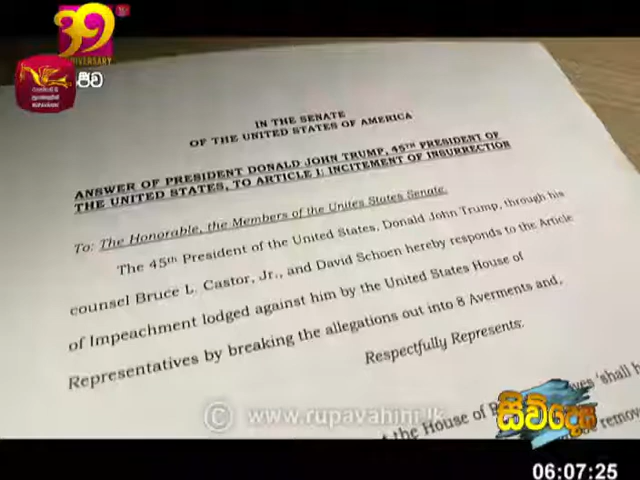 39
ANNIVERSARY
IN THE SENATE
OF THE UNITED STATES OF AMERICA
ANSWER OF PRESIDENT DONALD JOHN TRUMP, 45TH PRESIDENT OF
THE UNITED STATES, TO ARTICLE I: INCITEMENT OF INSURRECTION
To: The Honorable, the Members of the Unites States Senate.
The 45th President of the United States, Donald John Trump, through his
counsel Bruce L. Castor, Jr., and David Schoen hereby responds to the Article
of Impeachment lodged against him by the United States House of
Representatives by breaking the allegations out into 8 Averments and,
Respectfully Represents:
the House of
'shall
remov
© www.rupavahini.lk
සිව්දෙස
06:07:25